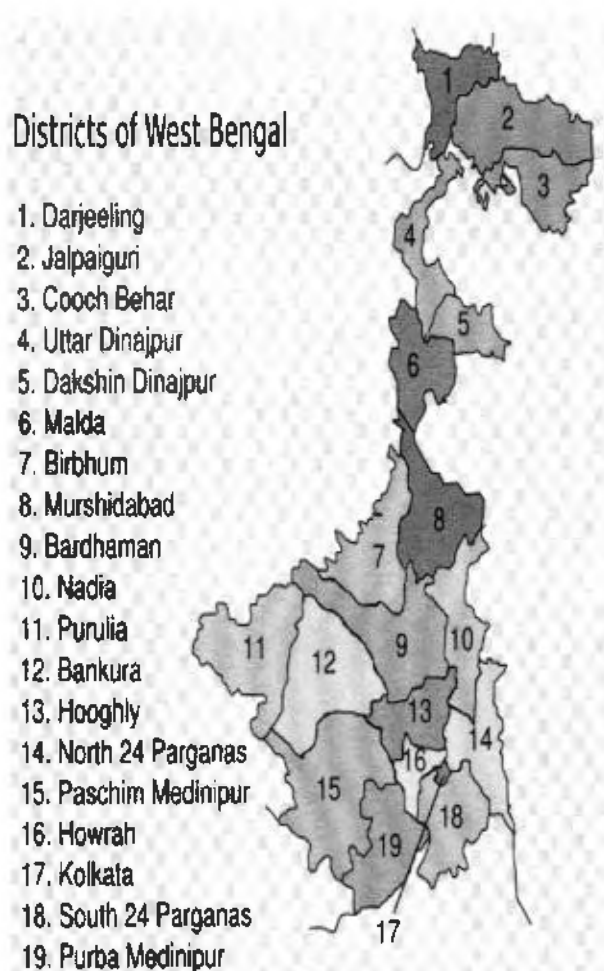 Districts of West Bengal
1. Darjeeling
2. Jalpaiguri
3. Cooch Behar
4. Uttar Dinajpur
5. Dakshin Dinajpur
6. Malda
7. Birbhum
8. Murshidabad
9. Bardhaman
10. Nadia
11. Purulia
12. Bankura
13. Hooghly
14. North 24 Parganas
15. Paschim Medinipur
16. Howrah
17. Kolkata
18. South 24 Parganas
19. Purba Medinipur
1
2
3
4
5
6
8
7
10
9
11
12
13
14
16
15
18
19
17